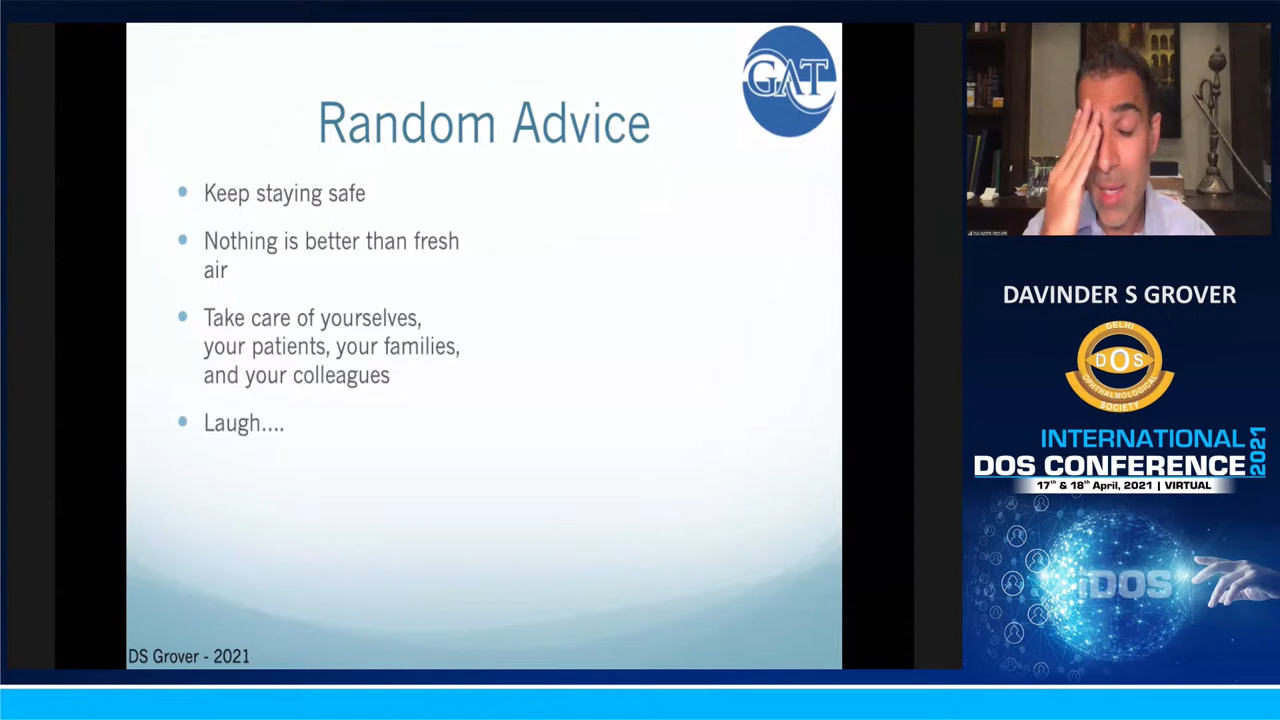 GAT
Random Advice
Keep staying safe
Nothing is better than fresh
air
Take care of yourselves,
your patients, your families,
and your colleagues
Laugh....
DS Grover - 2021
DAVINDER GROVER
DAVINDER S GROVER
DELHI
DOS
OPHTHALMOLOGICAL
SOCIETY
INTERNATIONAL
DOS CONFERENCE
2021
17th & 18th April, 2021 | VIRTUAL
iDOS